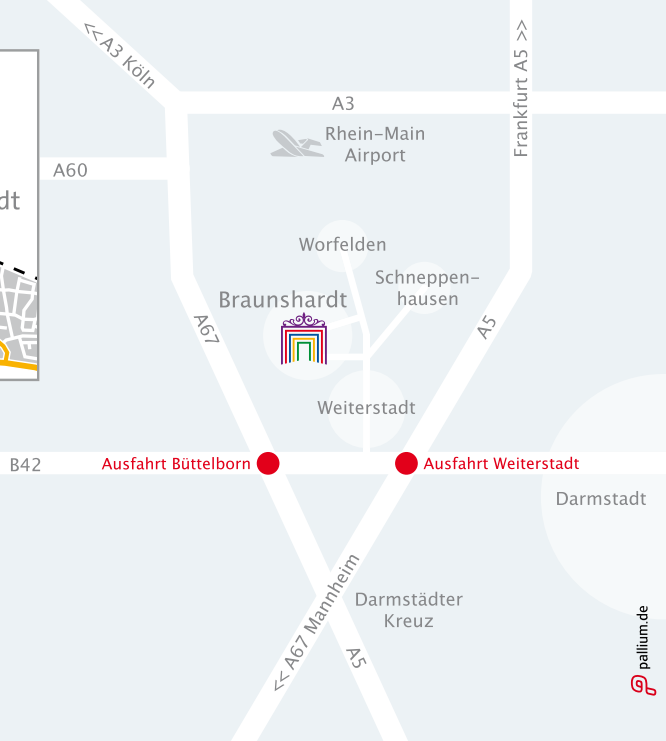 << A3 Köln
Frankfurt A5 >>
A3
Rhein-Main
Airport
A60
dt
Worfelden
Schneppen-
hausen
Braunshardt
A67
A5
Weiterstadt
B42
Ausfahrt Büttelborn
Ausfahrt Weiterstadt
Darmstadt
<< A67 Mannheim
Darmstädter
Kreuz
A5
pallium.de